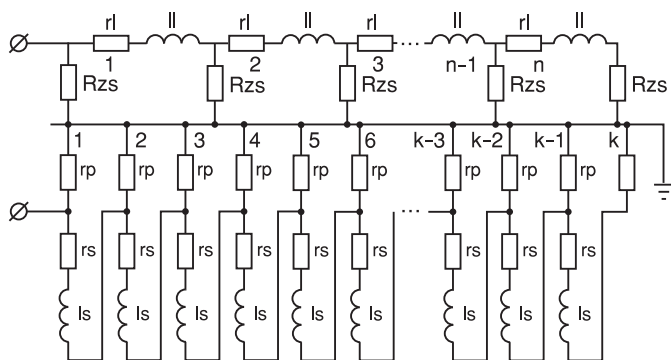 rl ll rl ll rl ll rl ll
1 2 3 ... n-1 n
Rzs Rzs Rzs Rzs Rzs
1 2 3 4 5 6 k-3 k-2 k-1 k
rp rp rp rp rp rp rp rp rp rp
...
rs rs rs rs rs rs rs rs rs
ls ls ls ls ls ls ls ls ls